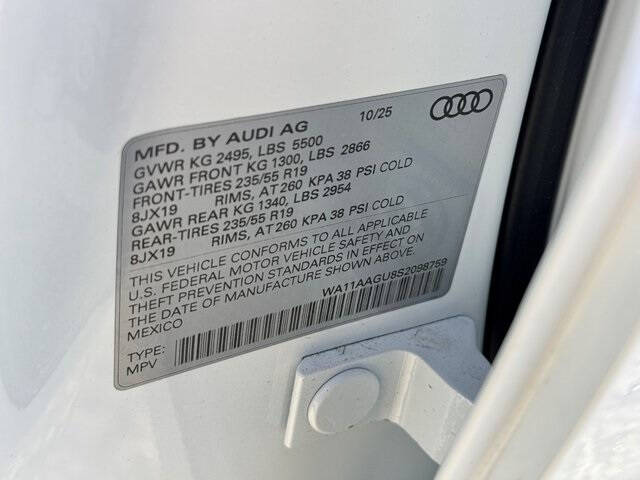 MFD. BY AUDI AG 10/25
GVWR KG 2495, LBS 5500
GAWR FRONT KG 1300, LBS 2866
FRONT-TIRES 235/55 R19
8JX19 RIMS, AT 260 KPA 38 PSI COLD
GAWR REAR KG 1340, LBS 2954
REAR-TIRES 235/55 R19
8JX19 RIMS, AT 260 KPA 38 PSI COLD
THIS VEHICLE CONFORMS TO ALL APPLICABLE
U.S. FEDERAL MOTOR VEHICLE SAFETY AND
THEFT PREVENTION STANDARDS IN EFFECT ON
THE DATE OF MANUFACTURE SHOWN ABOVE.
MEXICO WA11AAGU8S2098759
TYPE:
MPV